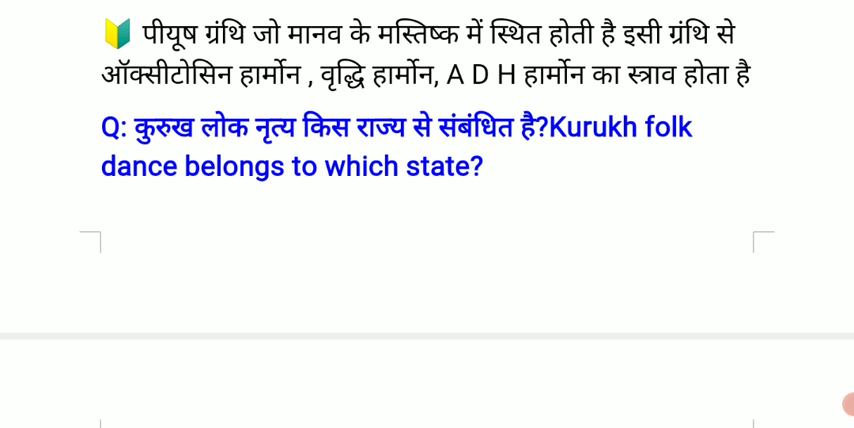 पीयूष ग्रंथि जो मानव के मस्तिष्क में स्थित होती है इसी ग्रंथि से
ऑक्सीटोसिन हार्मोन , वृद्धि हार्मोन, A D H हार्मोन का स्त्राव होता है
Q: कुरुख लोक नृत्य किस राज्य से संबंधित है?Kurukh folk
dance belongs to which state?